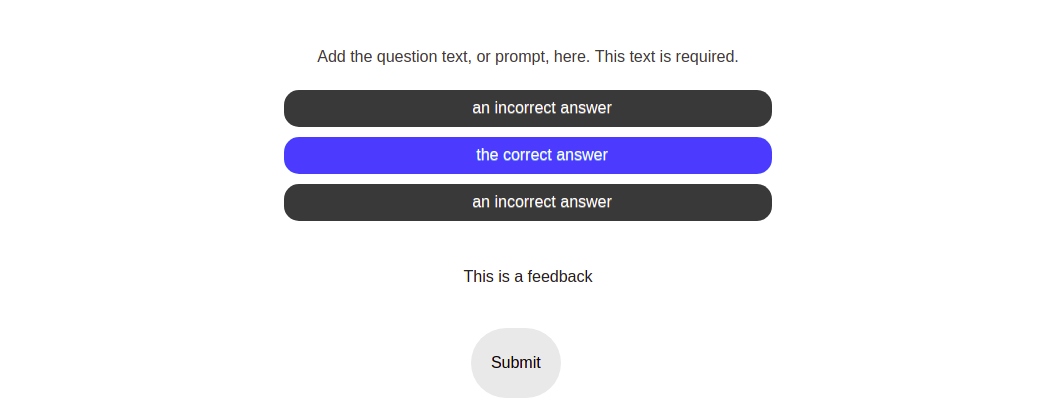 Add the question text, or prompt, here. This text is required.
an incorrect answer
the correct answer
an incorrect answer
This is a feedback
Submit